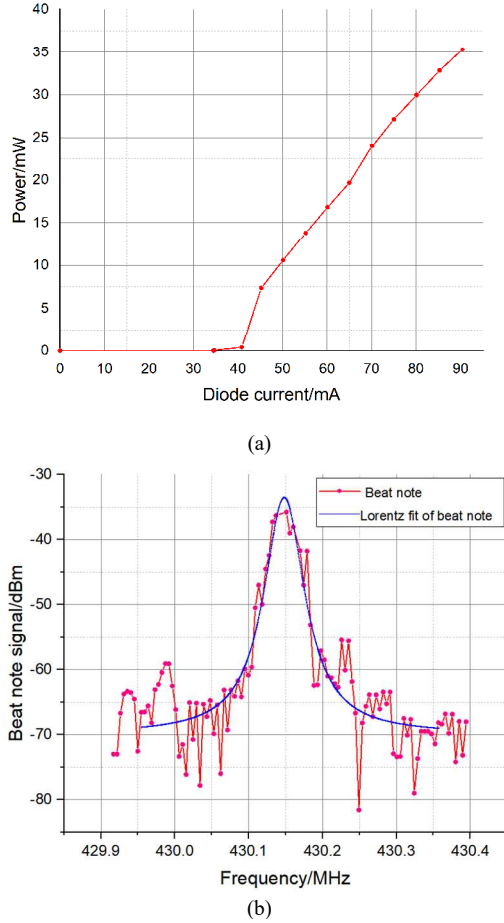 40
35
30
25
20
15
10
5
0
Power/mW
0 10 20 30 40 50 60 70 80 90
Diode current/mA
(a)
-30
-40
-50
-60
-70
-80
Beat note signal/dBm
Beat note
Lorentz fit of beat note
429.9 430.0 430.1 430.2 430.3 430.4
Frequency/MHz
(b)